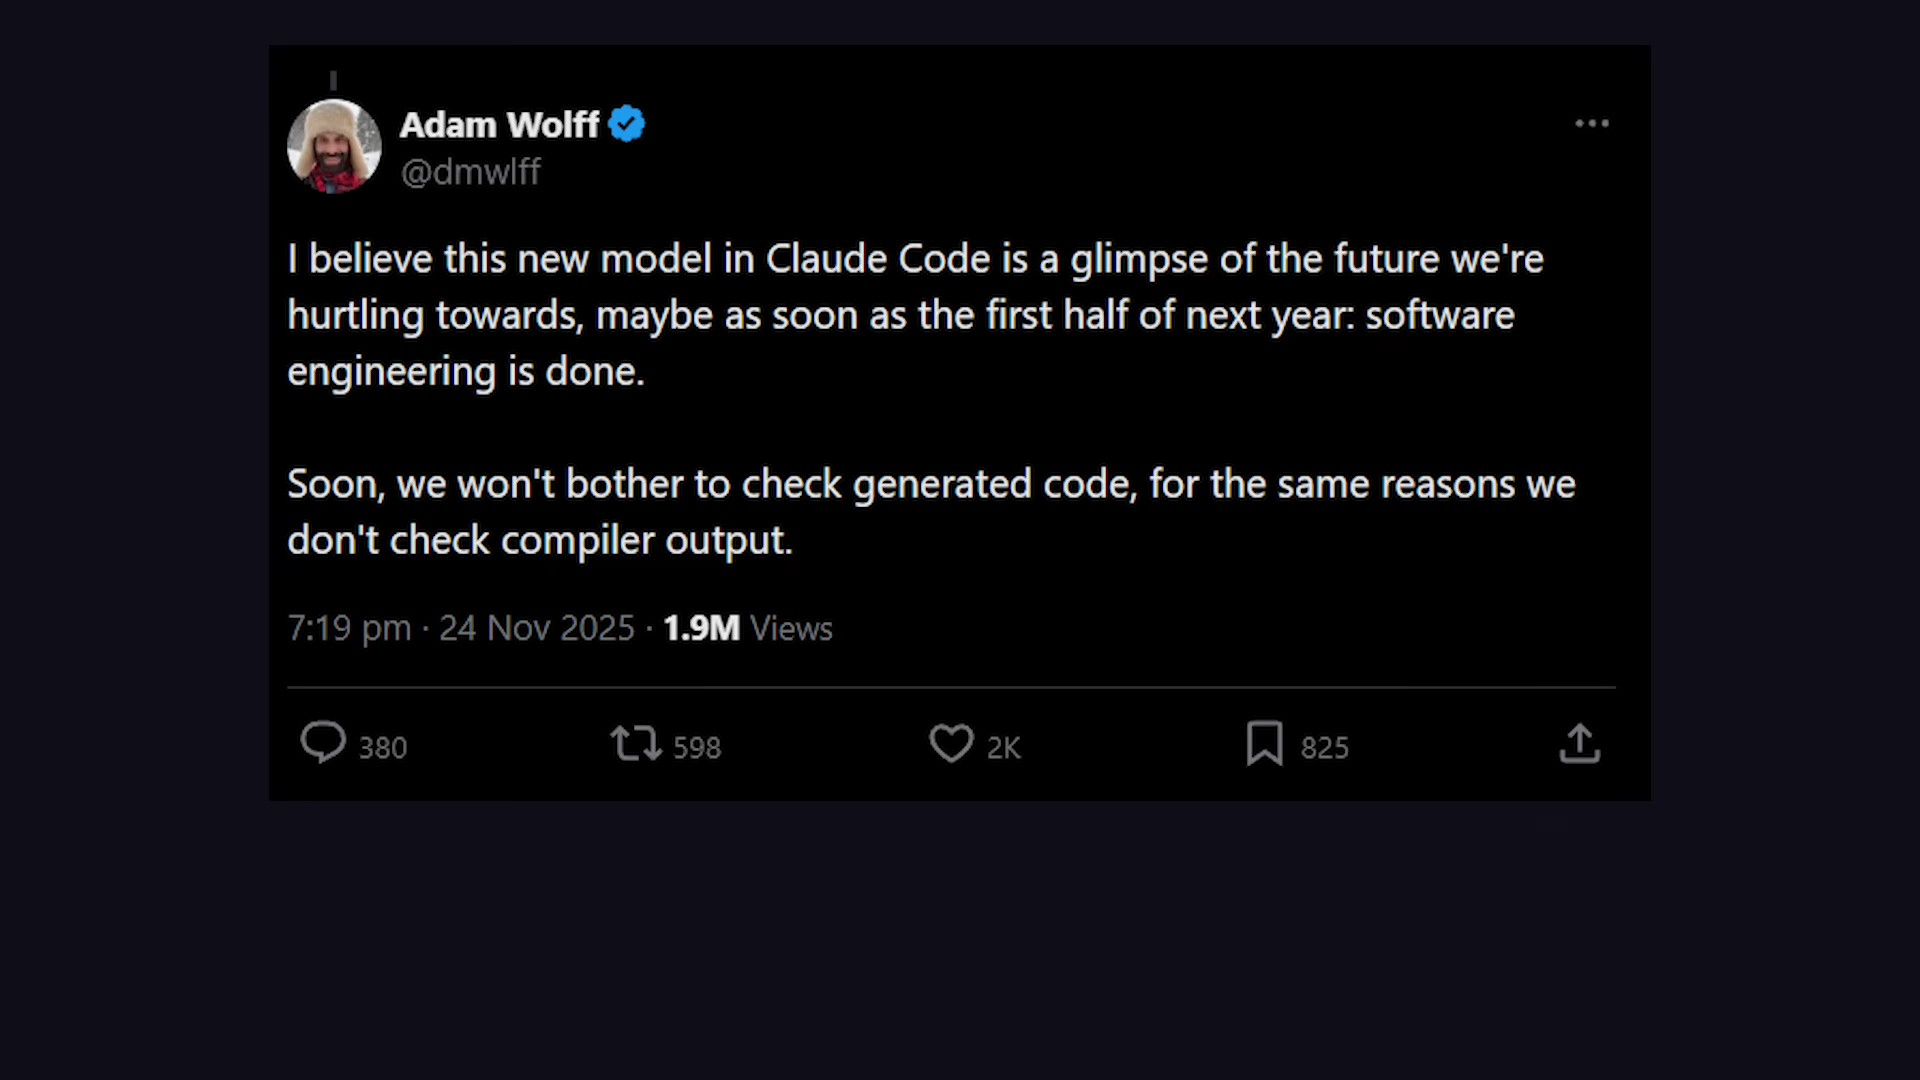 Adam Wolff
@dmwlff
I believe this new model in Claude Code is a glimpse of the future we're
hurtling towards, maybe as soon as the first half of next year: software
engineering is done.
Soon, we won't bother to check generated code, for the same reasons we
don't check compiler output.
7:19 pm · 24 Nov 2025 · 1.9M Views
380 598 2K 825